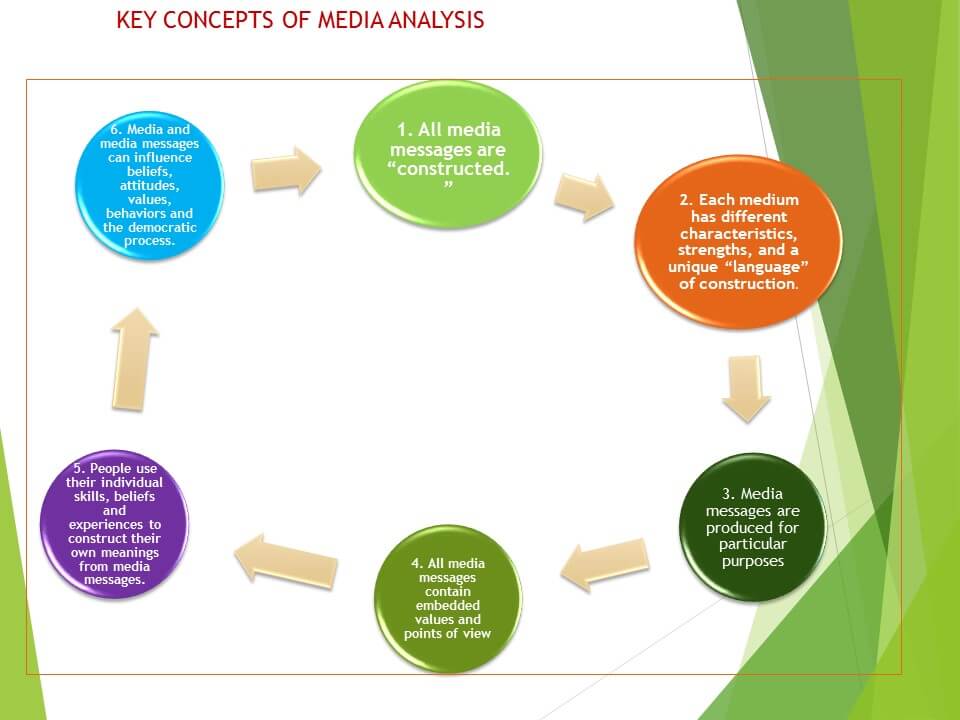 KEY CONCEPTS OF MEDIA ANALYSIS
1. All media
messages are
“constructed.
”
2. Each medium
has different
characteristics,
strengths, and a
unique “language”
of construction.
3. Media
messages are
produced for
particular
purposes
4. All media
messages
contain
embedded
values and
points of view
5. People use
their individual
skills, beliefs
and
experiences to
construct their
own meanings
from media
messages.
6. Media and
media messages
can influence
beliefs,
attitudes,
values,
behaviors and
the democratic
process.